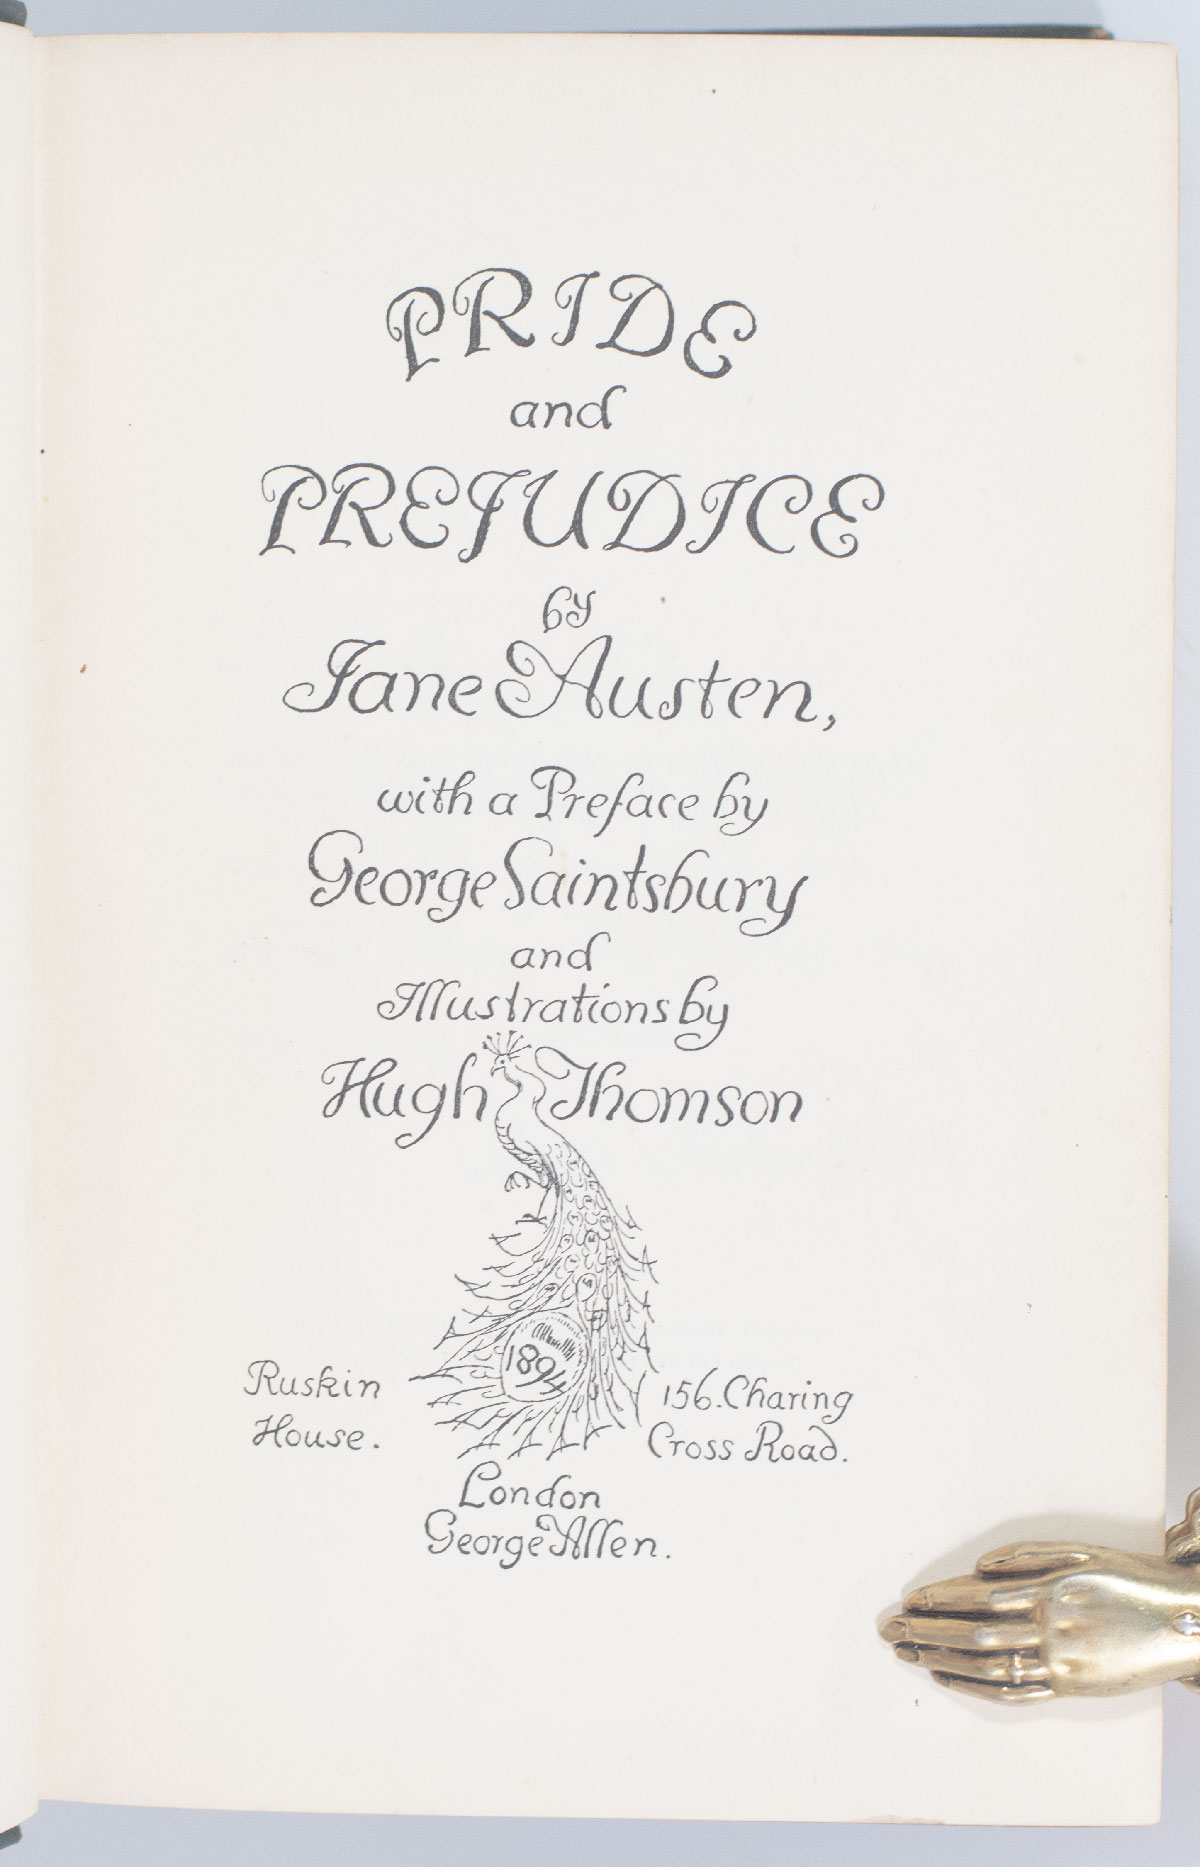 PRIDE
and
PREJUDICE
by
Jane Austen,
with a Preface by
George Saintsbury
and
Illustrations by
Hugh Thomson
1894
Ruskin
House.
156. Charing
Cross Road.
London
George Allen.